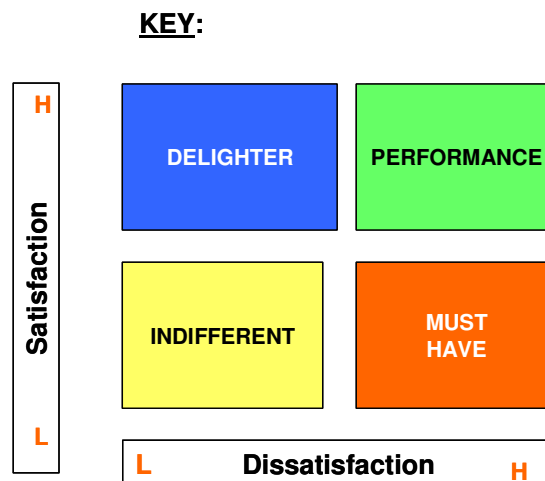 KEY:
H
DELIGHTER
PERFORMANCE
Satisfaction
INDIFFERENT
MUST
HAVE
L
L Dissatisfaction H